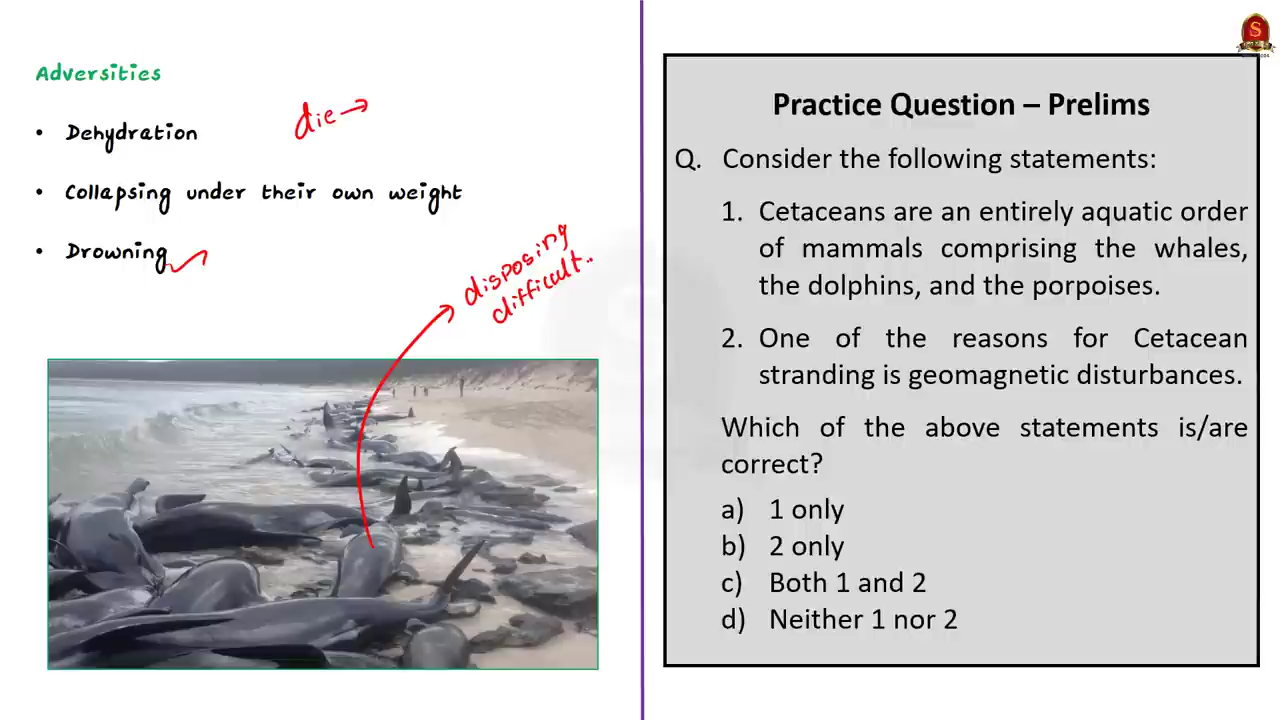 Adversities
• Dehydration
die →
• Collapsing under their own weight
• Drowning
disposing
difficult..
Practice Question – Prelims
Q. Consider the following statements:
1. Cetaceans are an entirely aquatic order
of mammals comprising the whales,
the dolphins, and the porpoises.
2. One of the reasons for Cetacean
stranding is geomagnetic disturbances.
Which of the above statements is/are
correct?
a) 1 only
b) 2 only
c) Both 1 and 2
d) Neither 1 nor 2